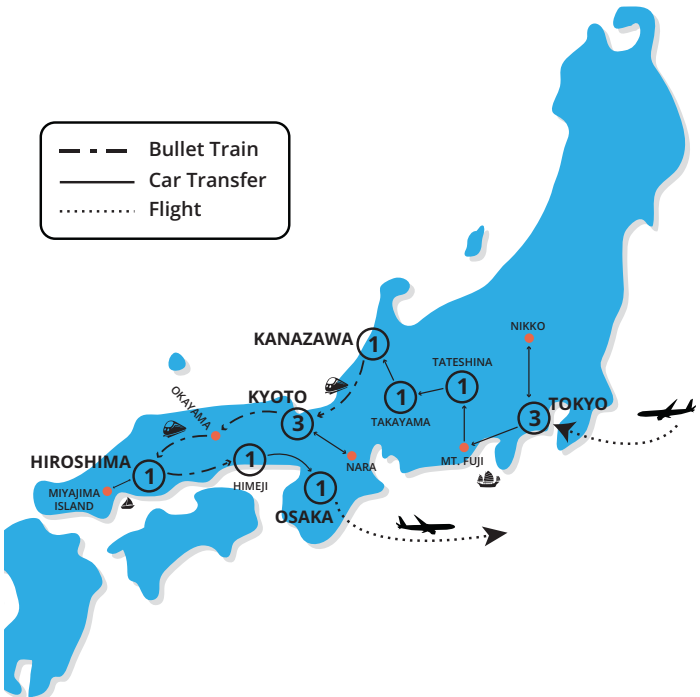 Bullet Train
Car Transfer
Flight
NIKKO
KANAZAWA
1
TATESHINA
1
OKAYAMA
KYOTO
3
1
TAKAYAMA
TOKYO
3
HIROSHIMA
1
1
HIMEJI
NARA
MT. FUJI
MIYAJIMA
ISLAND
1
OSAKA